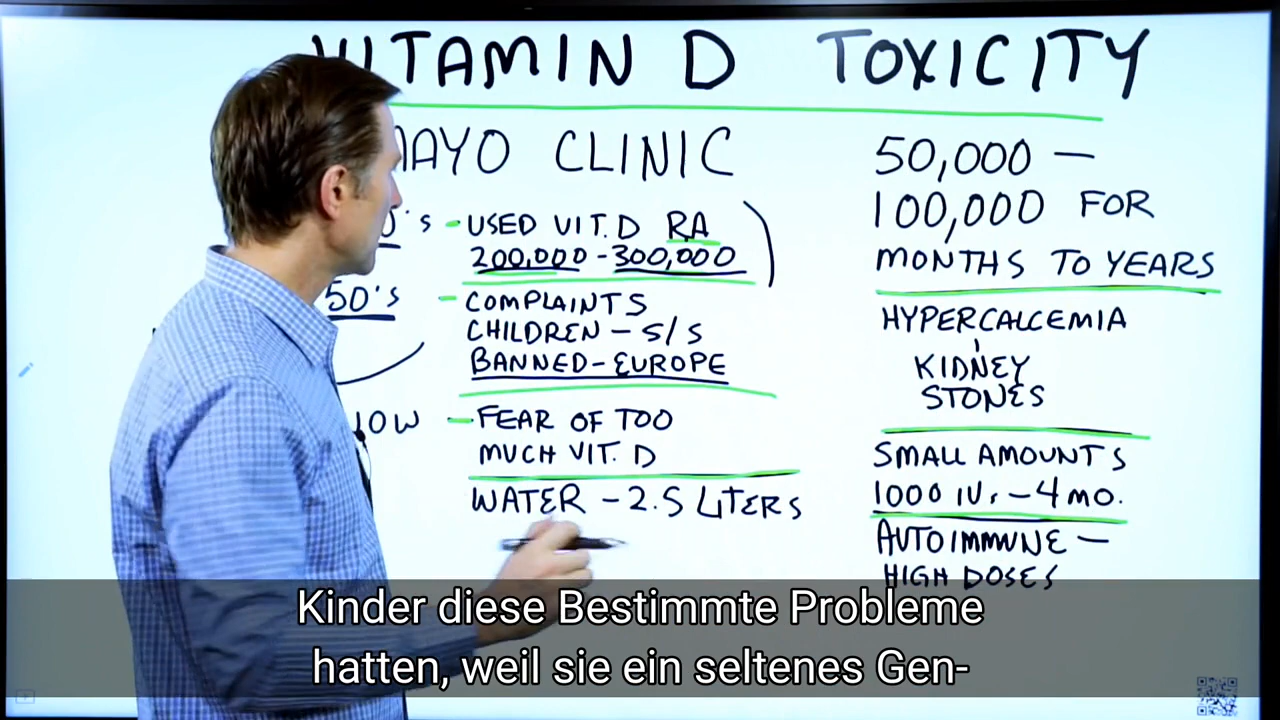 VITAMIN D TOXICITY
MAYO CLINIC
'S - USED VIT. D RA
200,000 - 300,000
50'S - COMPLAINTS
CHILDREN - S/S
BANNED - EUROPE
- FEAR OF TOO
MUCH VIT. D
WATER - 2.5 LITERS
50,000 -
100,000 FOR
MONTHS TO YEARS
HYPERCALCEMIA
KIDNEY
STONES
SMALL AMOUNTS
1000 IU. - 4 MO.
AUTOIMMUNE -
HIGH DOSES
Kinder diese Bestimmte Probleme
hatten, weil sie ein seltenes Gen-